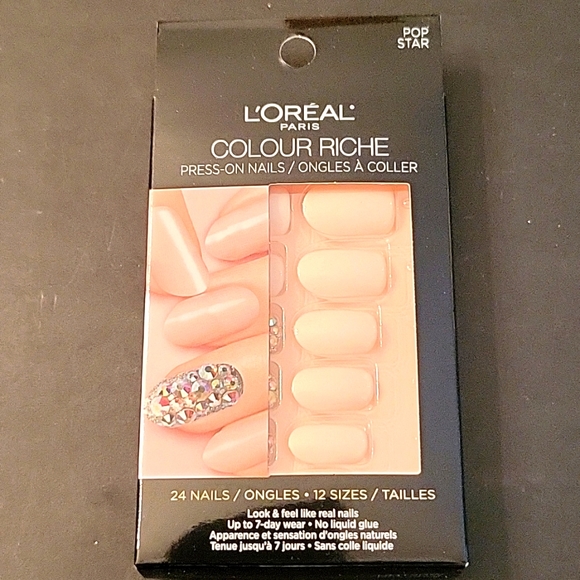 POP
STAR
L'ORÉAL®
PARIS
COLOUR RICHE
PRESS-ON NAILS / ONGLES À COLLER
24 NAILS / ONGLES • 12 SIZES / TAILLES
Look & feel like real nails
Up to 7-day wear • No liquid glue
Apparence et sensation d'ongles naturels
Tenue jusqu'à 7 jours • Sans colle liquide